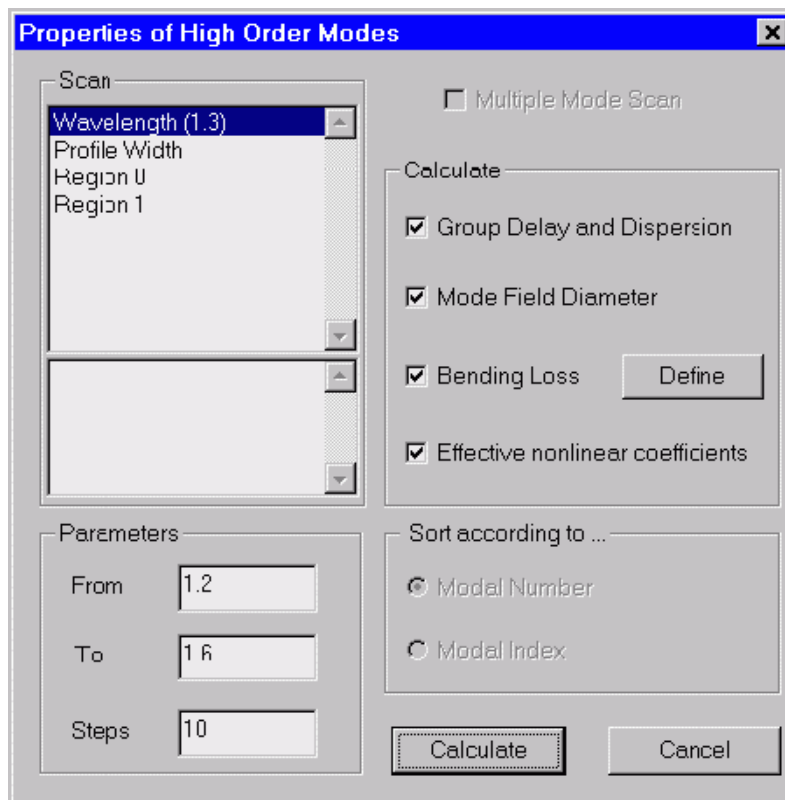 Properties of High Order Modes
Scan
Wavelength (1.3)
Profile Width
Region 0
Region 1
Multiple Mode Scan
Calculate
Group Delay and Dispersion
Mode Field Diameter
Bending Loss
Define
Effective nonlinear coefficients
Parameters
From
1.2
To
1.6
Steps
10
Sort according to ...
Modal Number
Modal Index
Calculate
Cancel